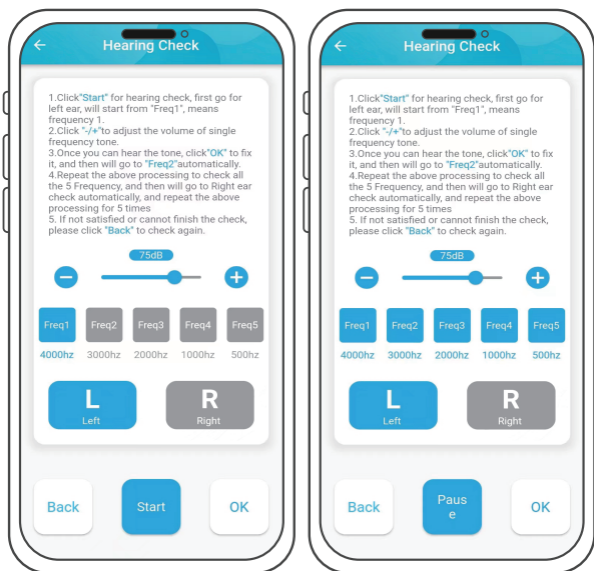 Hearing Check
1.Click"Start" for hearing check, first go for
left ear, will start from "Freq1", means
frequency 1.
2.Click "-/+"to adjust the volume of single
frequency tone.
3.Once you can hear the tone, click"OK" to fix
it, and then will go to "Freq2"automatically.
4.Repeat the above processing to check all
the 5 Frequency, and then will go to Right ear
check automatically, and repeat the above
processing for 5 times
5. If not satisfied or cannot finish the check,
please click "Back" to check again.
75dB
− +
Freq1 Freq2 Freq3 Freq4 Freq5
4000hz 3000hz 2000hz 1000hz 500hz
L R
Left Right
Back Start OK
Hearing Check
1.Click"Start" for hearing check, first go for
left ear, will start from "Freq1", means
frequency 1.
2.Click "-/+"to adjust the volume of single
frequency tone.
3.Once you can hear the tone, click"OK" to fix
it, and then will go to "Freq2"automatically.
4.Repeat the above processing to check all
the 5 Frequency, and then will go to Right ear
check automatically, and repeat the above
processing for 5 times
5. If not satisfied or cannot finish the check,
please click "Back" to check again.
75dB
− +
Freq1 Freq2 Freq3 Freq4 Freq5
4000hz 3000hz 2000hz 1000hz 500hz
L R
Left Right
Back Paus OK
e